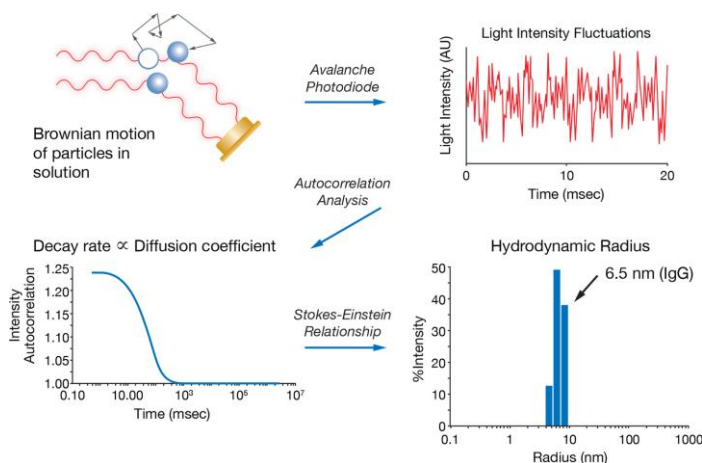 Brownian motion
of particles in
solution
Avalanche
Photodiode
Light Intensity Fluctuations
Light Intensity (AU)
0
10
20
Time (msec)
Autocorrelation
Analysis
Decay rate ∝ Diffusion coefficient
Intensity
Autocorrelation
1.25
1.20
1.15
1.10
1.05
1.00
0.10
10.00
10³
10⁵
10⁷
Time (msec)
Stokes-Einstein
Relationship
Hydrodynamic Radius
6.5 nm (IgG)
%Intensity
50
40
30
20
10
0
0.1
1
10
100
1000
Radius (nm)